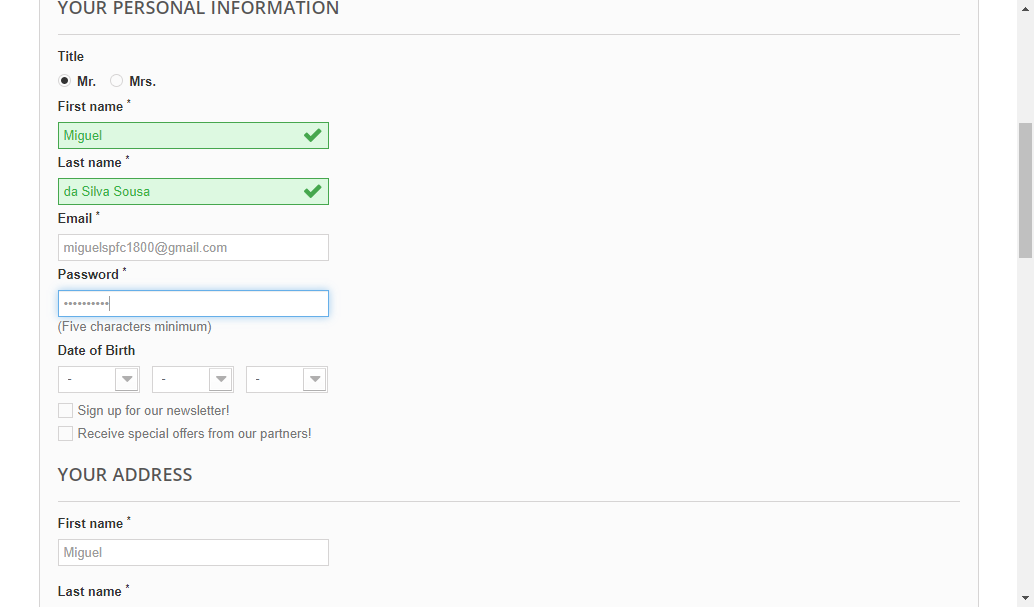 YOUR PERSONAL INFORMATION
Title
Mr. Mrs.
First name *
Miguel
Last name *
da Silva Sousa
Email *
miguelspfc1800@gmail.com
Password *
••••••••••
(Five characters minimum)
Date of Birth
- - -
Sign up for our newsletter!
Receive special offers from our partners!
YOUR ADDRESS
First name *
Miguel
Last name *